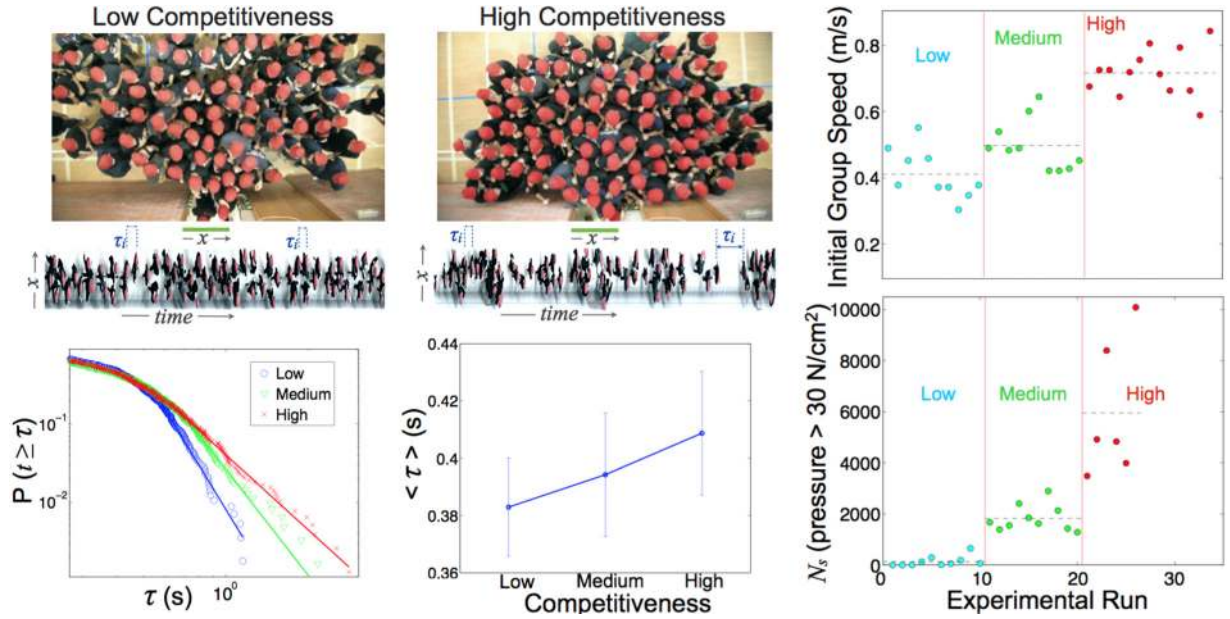 Low Competitiveness
High Competitiveness
τi
x
τi
x
time
τi
x
τi
x
time
P (t ≥ τ)
10⁻¹
10⁻²
Low
Medium
High
τ (s)
10⁰
< τ > (s)
0.44
0.42
0.4
0.38
0.36
Low
Medium
High
Competitiveness
Initial Group Speed (m/s)
0.8
0.6
0.4
0.2
Low
Medium
High
Nₛ (pressure > 30 N/cm²)
10000
8000
6000
4000
2000
0
Low
Medium
High
0
10
20
30
Experimental Run